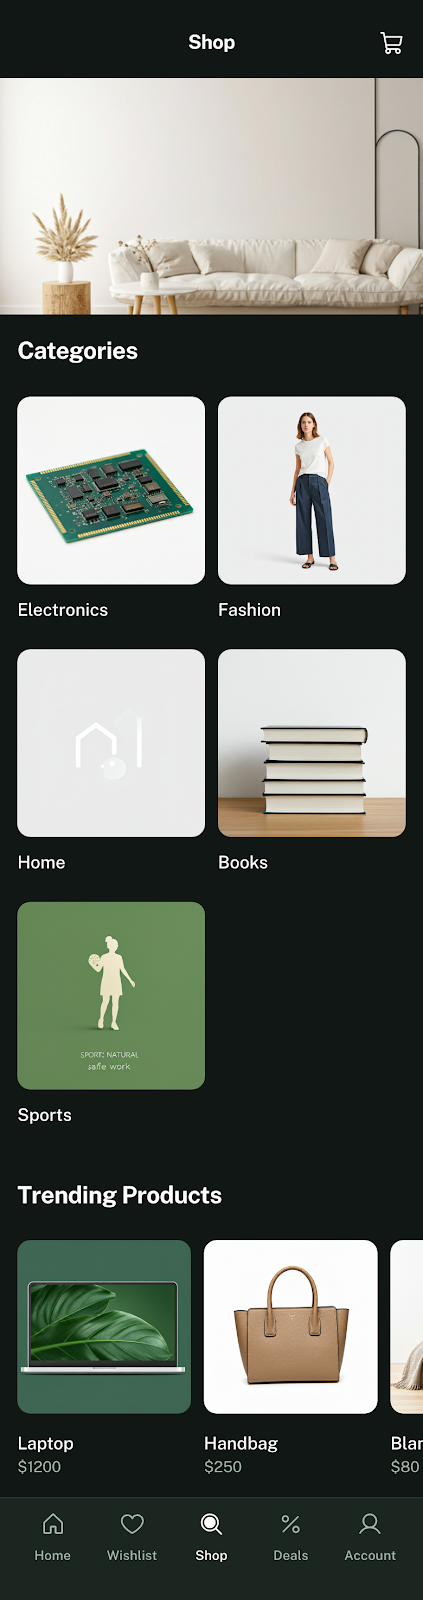 Shop
Categories
Electronics
Fashion
Home
Books
SPORT: NATURAL
safle work
Sports
Trending Products
Laptop
$1200
Handbag
$250
Blar
$80
Home
Wishlist
Shop
Deals
Account